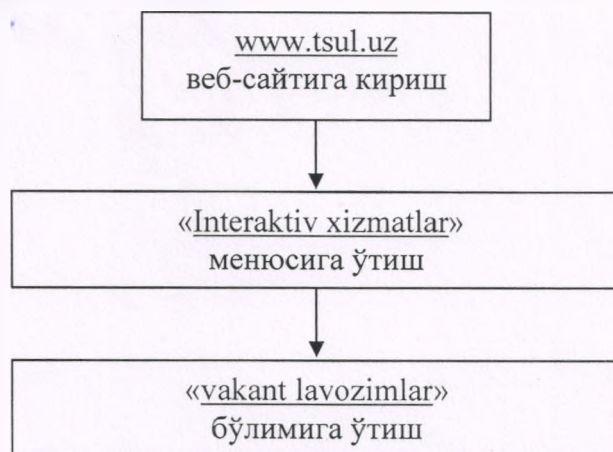 www.tsul.uz
веб-сайтига кириш
«Interaktiv xizmatlar»
менюсига ўтиш
«vakant lavozimlar»
бўлимига ўтиш